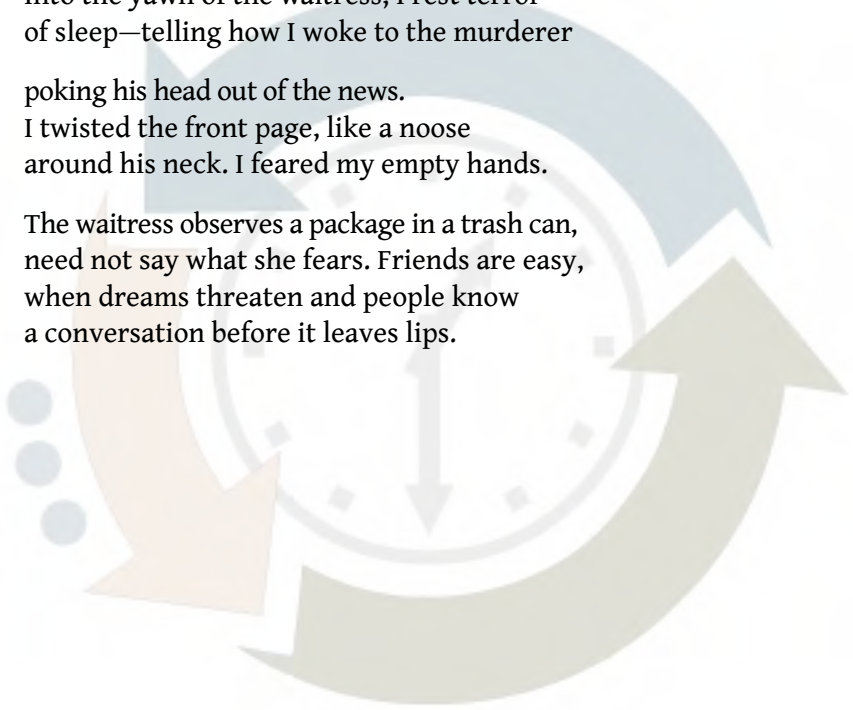 into the yawn of the waitress, I rest terror
of sleep—telling how I woke to the murderer
poking his head out of the news.
I twisted the front page, like a noose
around his neck. I feared my empty hands.
The waitress observes a package in a trash can,
need not say what she fears. Friends are easy,
when dreams threaten and people know
a conversation before it leaves lips.